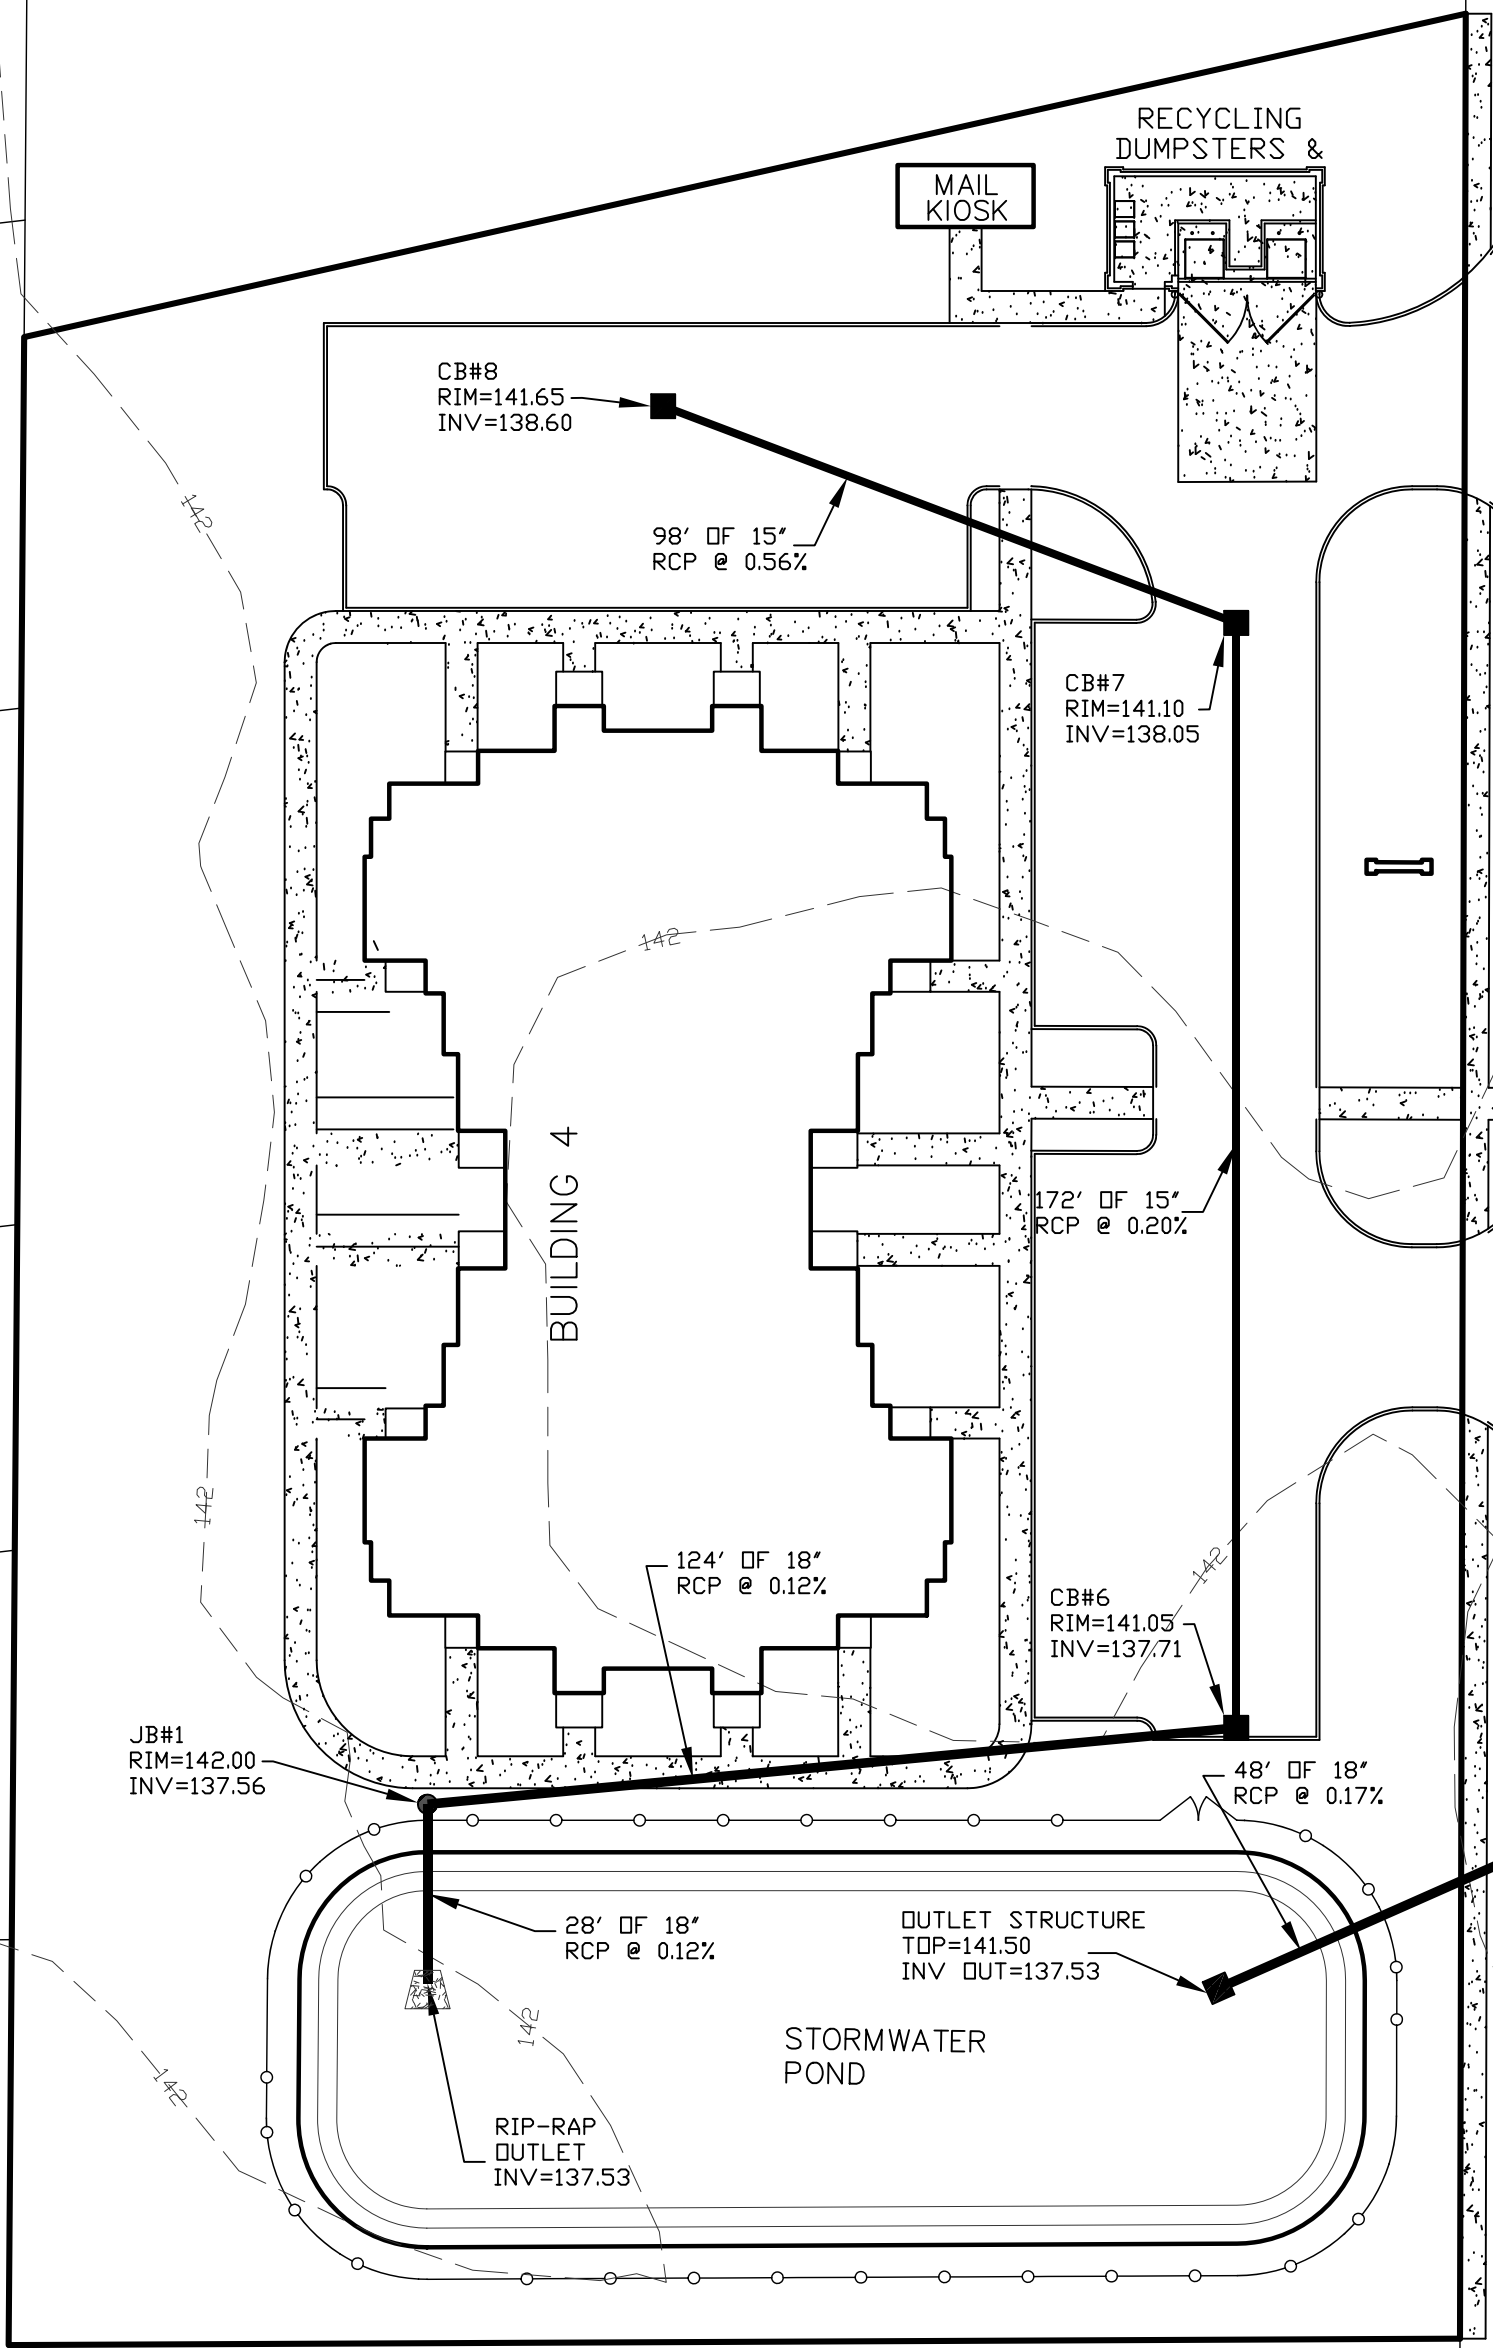 RECYCLING
DUMPSTERS &
MAIL
KIOSK
CB#8
RIM=141.65
INV=138.60
142
98' OF 15"
RCP @ 0.56%
CB#7
RIM=141.10
INV=138.05
142
BUILDING 4
172' OF 15"
RCP @ 0.20%
142
124' OF 18"
RCP @ 0.12%
142
CB#6
RIM=141.05
INV=137.71
JB#1
RIM=142.00
INV=137.56
48' OF 18"
RCP @ 0.17%
28' OF 18"
RCP @ 0.12%
OUTLET STRUCTURE
TOP=141.50
INV OUT=137.53
142
STORMWATER
POND
142
RIP-RAP
OUTLET
INV=137.53